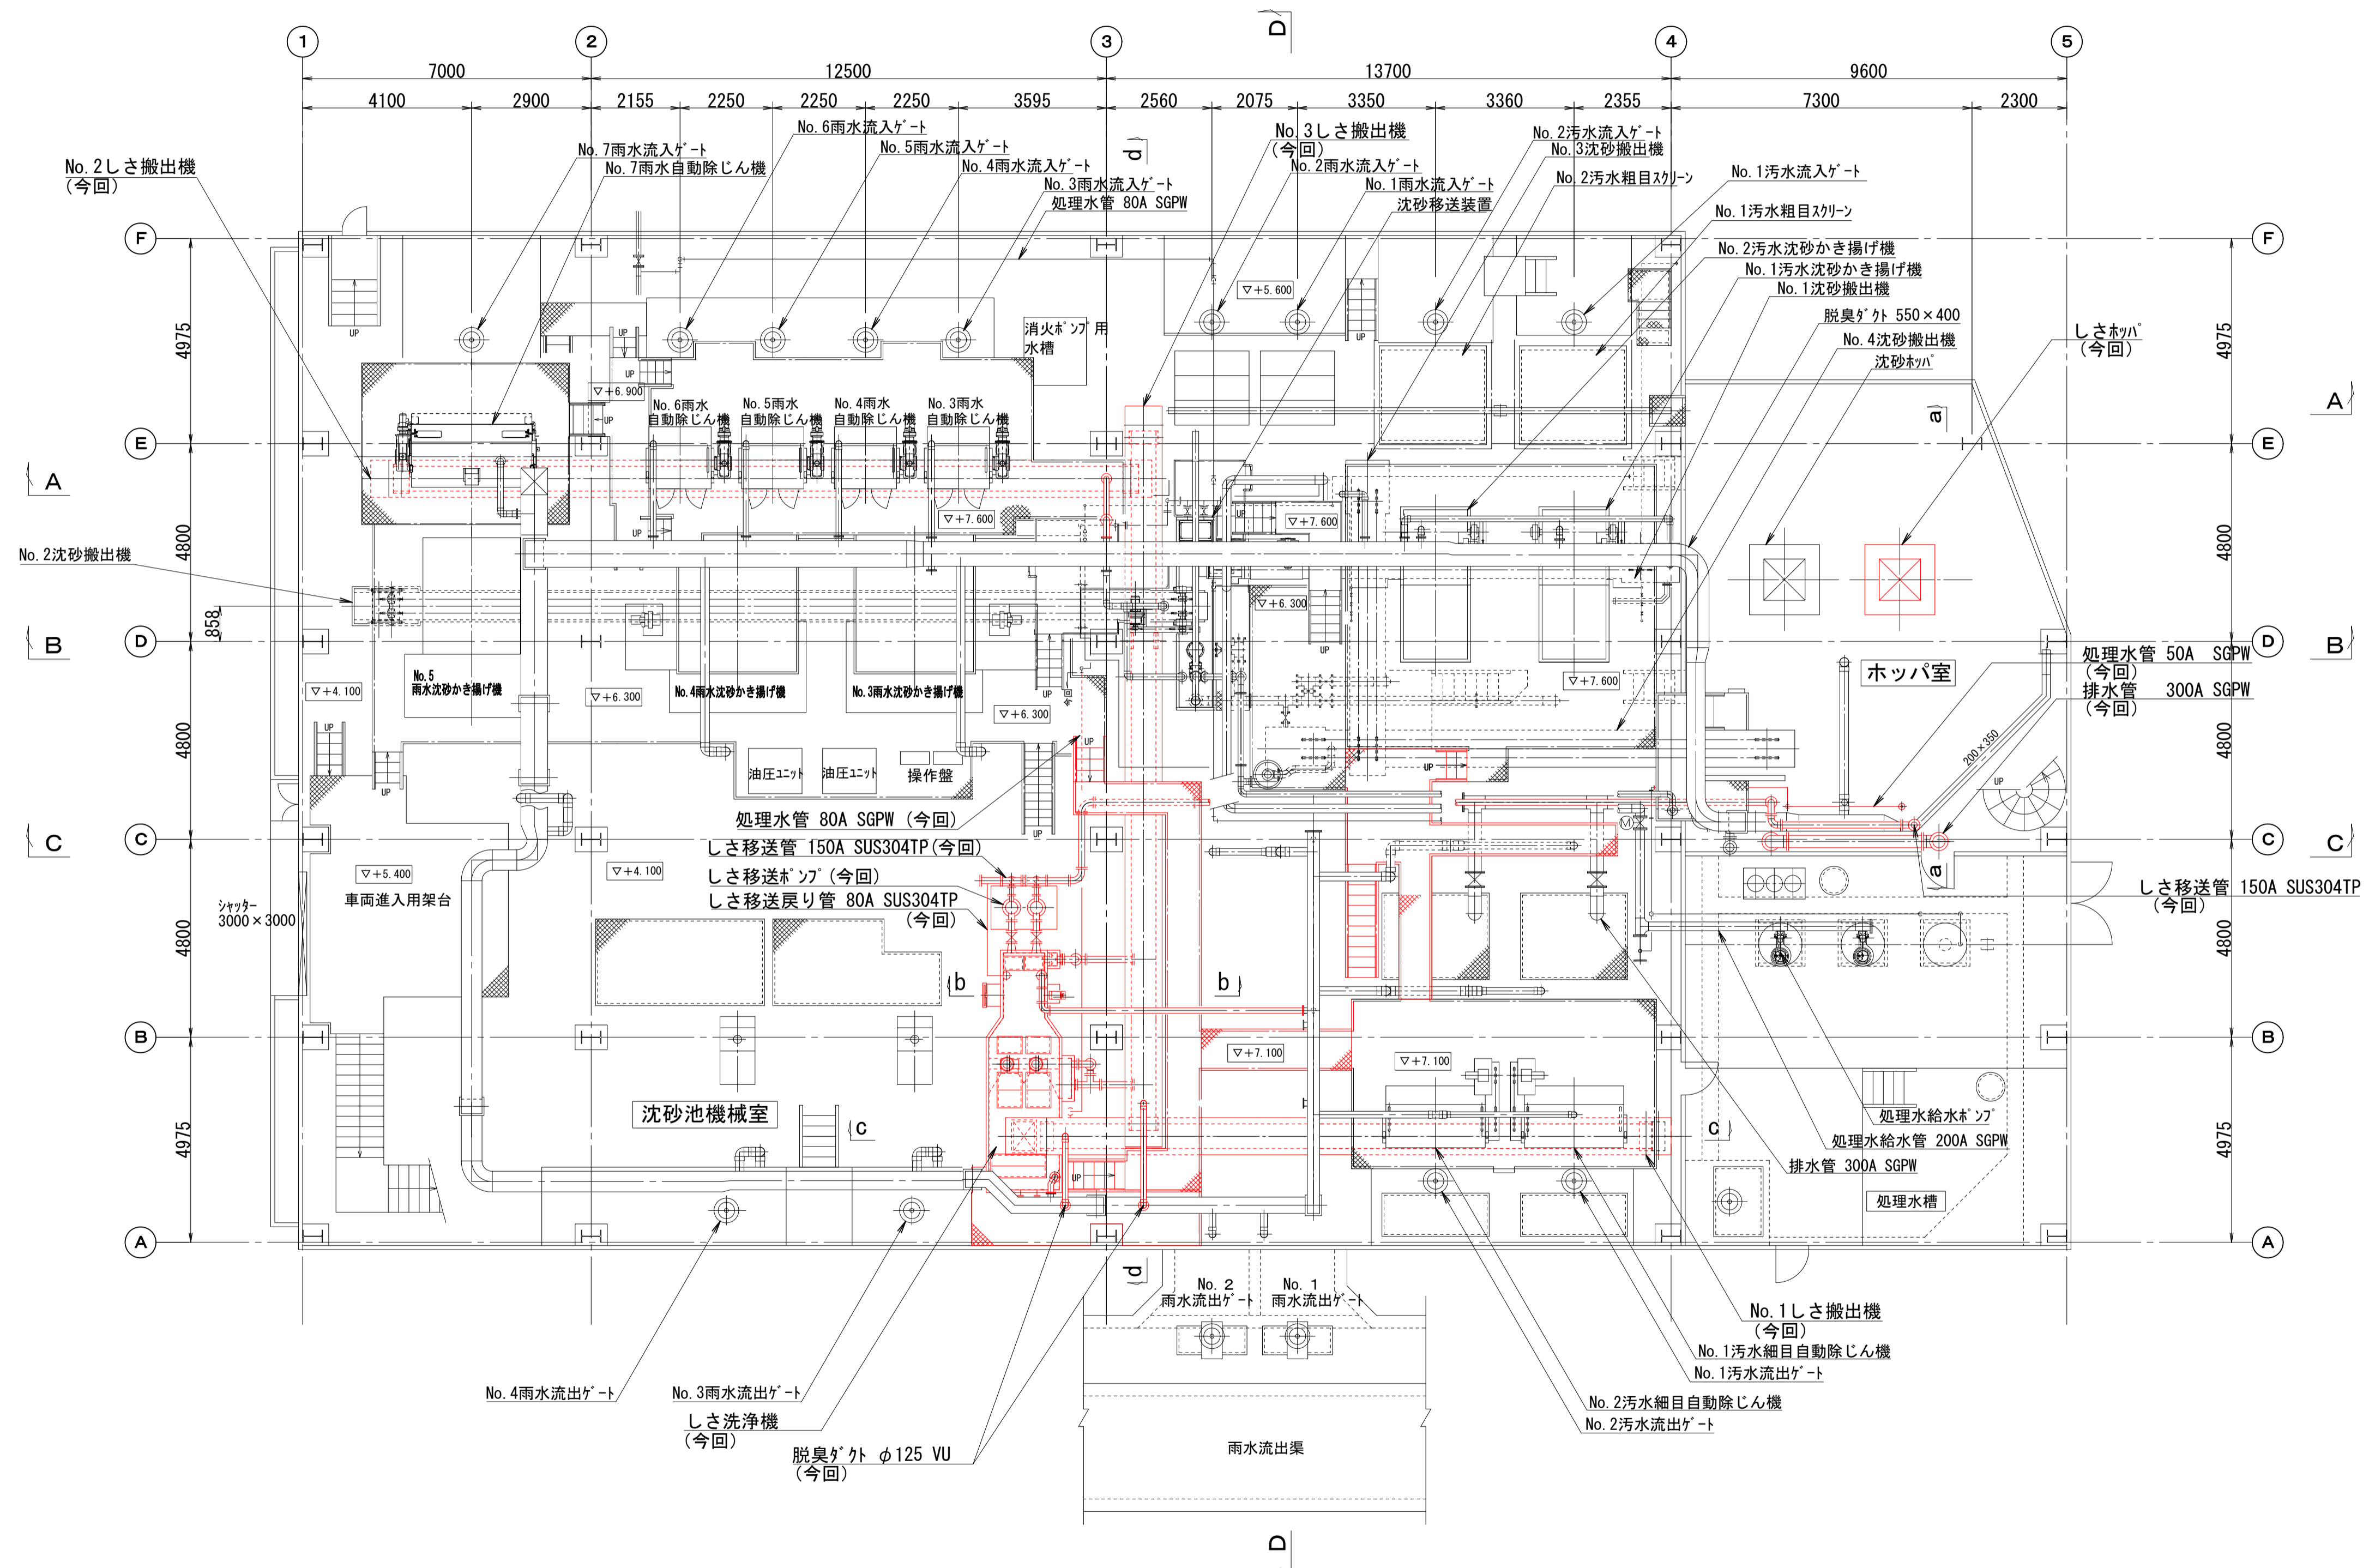 D
1
2
3
4
5
7000
12500
13700
9600
4100
2900
2155
2250
2250
2250
3595
2560
2075
3350
3360
2355
7300
2300
No.6雨水流入ゲート
No.7雨水流入ゲート
No.7雨水自動除じん機
No.5雨水流入ゲート
No.4雨水流入ゲート
No.3雨水流入ゲート
処理水管 80A SGPW
d
No.3しさ搬出機
(今回)
No.2雨水流入ゲート
No.1雨水流入ゲート
沈砂移送装置
No.2汚水流入ゲート
No.3沈砂搬出機
No.2汚水粗目スクリーン
No.1汚水流入ゲート
No.1汚水粗目スクリーン
No.2汚水沈砂かき揚げ機
No.1汚水沈砂かき揚げ機
No.1沈砂搬出機
脱臭ダクト 550×400
No.4沈砂搬出機
沈砂ホッパ
しさホッパ
(今回)
No.2しさ搬出機
(今回)
F
F
4975
4975
UP
UP
UP
▽+5.600
消火ポンプ用
水槽
▽+6.900
UP
No.6雨水
自動除じん機
No.5雨水
自動除じん機
No.4雨水
自動除じん機
No.3雨水
自動除じん機
a
A
A
E
E
4800
4800
▽+7.600
▽+7.600
UP
UP
No.2沈砂搬出機
858
▽+6.300
UP
B
B
D
D
No.5
雨水沈砂かき揚げ機
▽+4.100
▽+6.300
No.4雨水沈砂かき揚げ機
No.3雨水沈砂かき揚げ機
UP
今回
▽+6.300
▽+7.600
ホッパ室
処理水管 50A SGPW
(今回)
排水管 300A SGPW
(今回)
4800
4800
UP
UP
油圧ユニット
油圧ユニット
操作盤
UP
UP
UP
200×350
UP
処理水管 80A SGPW (今回)
M
C
C
C
C
しさ移送管 150A SUS304TP(今回)
しさ移送ポンプ(今回)
しさ移送戻り管 80A SUS304TP
(今回)
▽+5.400
車両進入用架台
▽+4.100
シャッター
3000×3000
a
しさ移送管 150A SUS304TP
(今回)
4800
4800
b
b
B
B
▽+7.100
▽+7.100
沈砂池機械室
c
c
4975
4975
処理水給水ポンプ
処理水給水管 200A SGPW
排水管 300A SGPW
処理水槽
UP
A
A
d
No. 2
雨水流出ゲート
No. 1
雨水流出ゲート
No.1しさ搬出機
(今回)
No.1汚水細目自動除じん機
No.1汚水流出ゲート
No.2汚水細目自動除じん機
No.2汚水流出ゲート
No.4雨水流出ゲート
No.3雨水流出ゲート
しさ洗浄機
(今回)
脱臭ダクト φ125 VU
(今回)
雨水流出渠
D